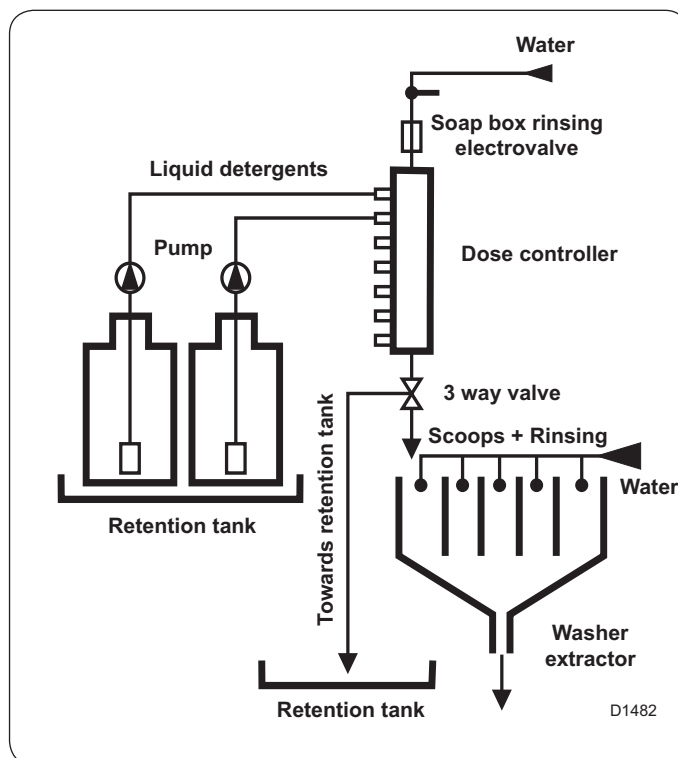 Water
Soap box rinsing
electrovalve
Liquid detergents
Pump
Dose controller
3 way valve
Scoops + Rinsing
Water
Retention tank
Towards retention tank
Washer
extractor
Retention tank
D1482